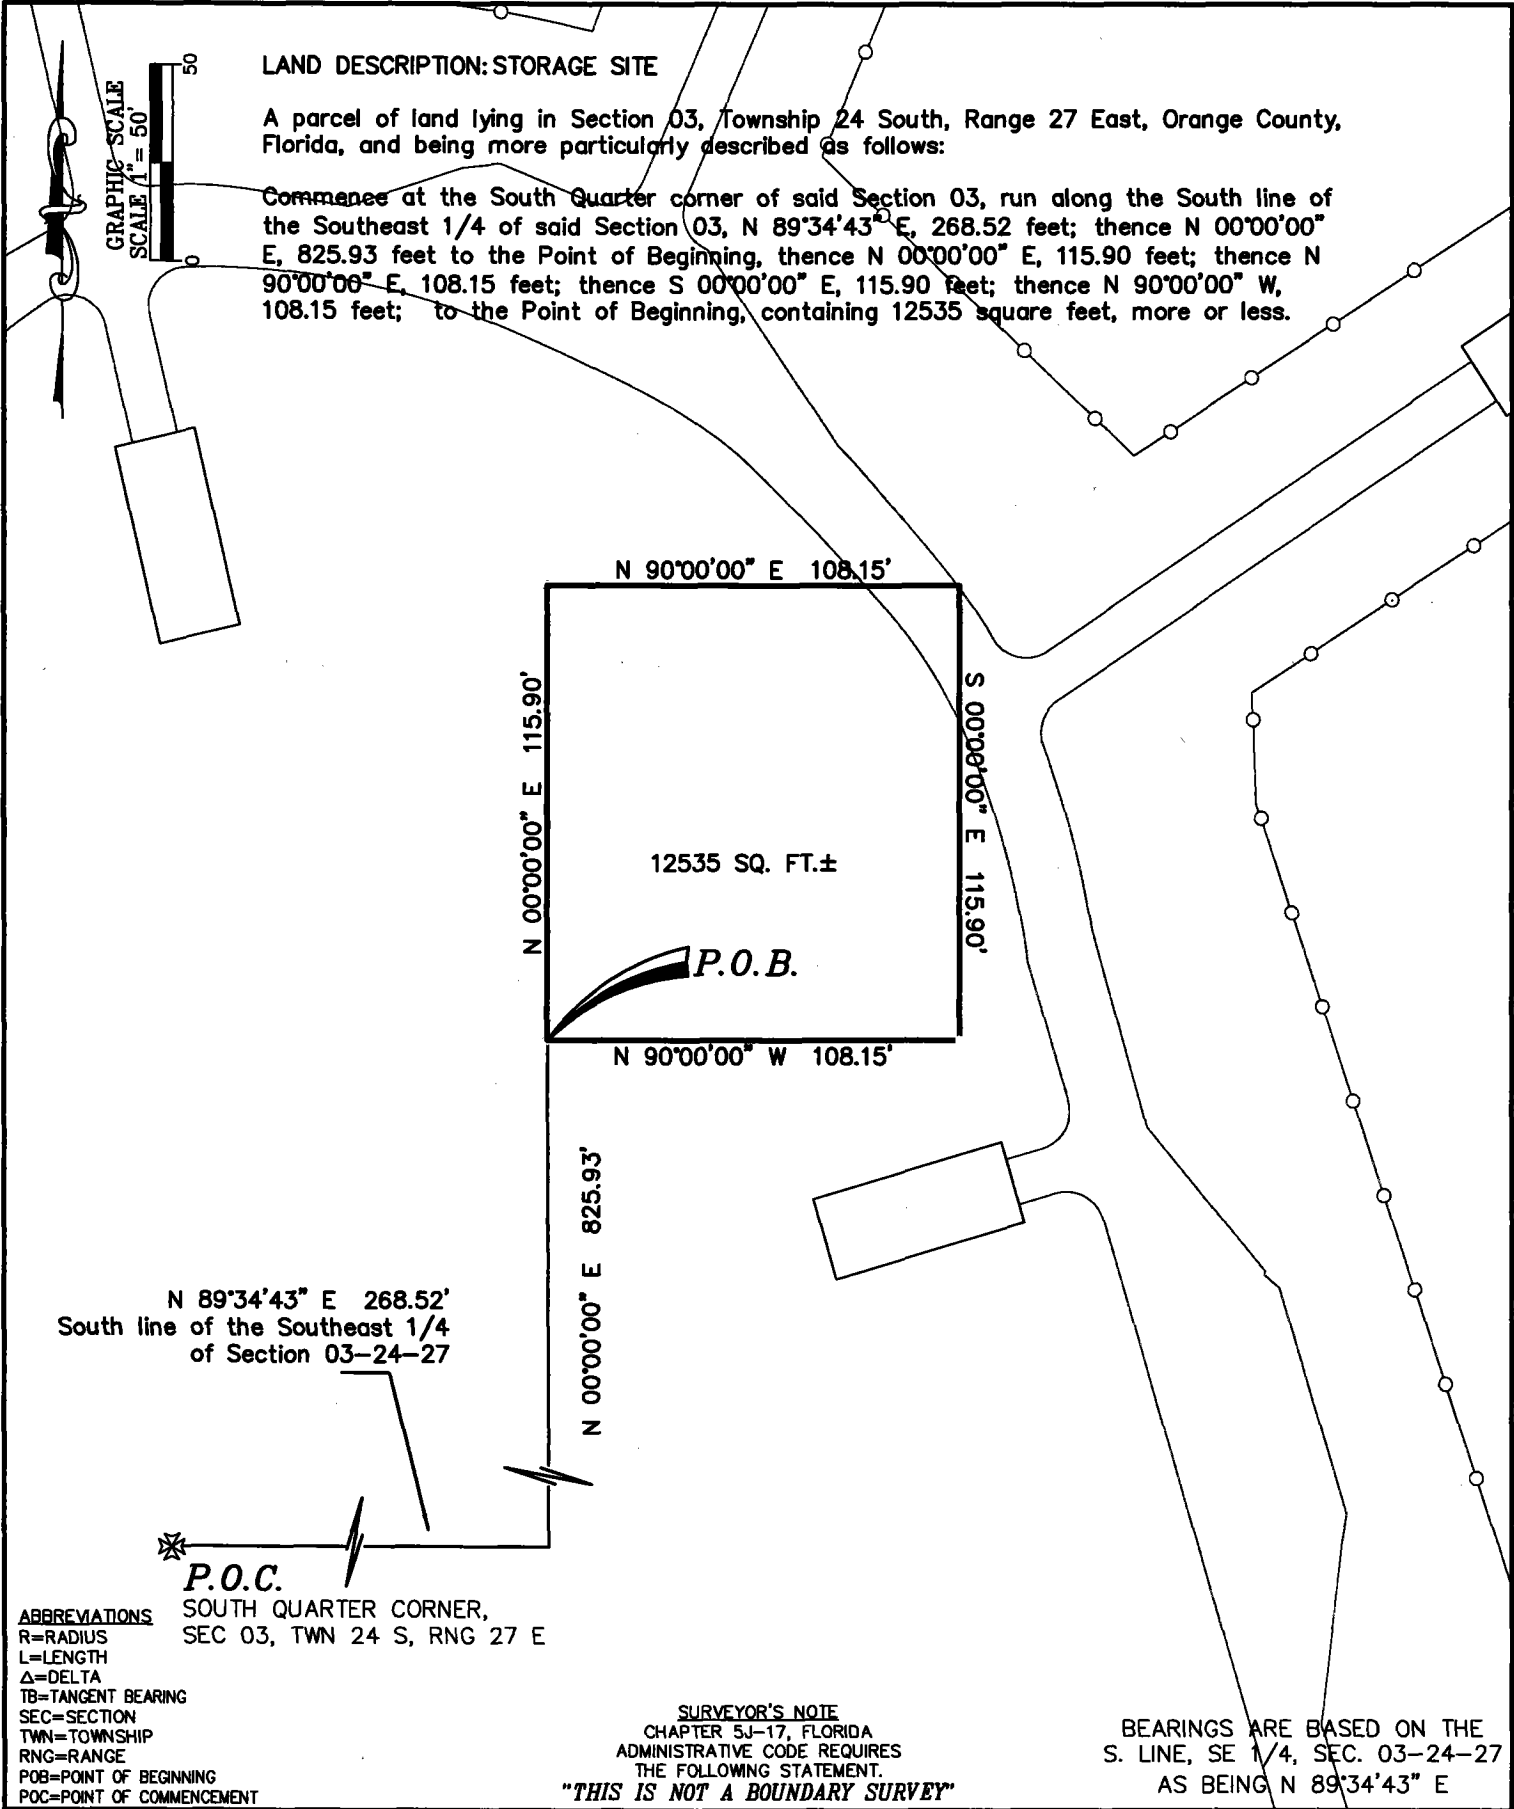 LAND DESCRIPTION: STORAGE SITE
A parcel of land lying in Section 03, Township 24 South, Range 27 East, Orange County,
Florida, and being more particularly described as follows:
Commence at the South Quarter corner of said Section 03, run along the South line of
the Southeast 1/4 of said Section 03, N 89°34'43" E, 268.52 feet; thence N 00°00'00"
E, 825.93 feet to the Point of Beginning, thence N 00°00'00" E, 115.90 feet; thence N
90°00'00" E, 108.15 feet; thence S 00°00'00" E, 115.90 feet; thence N 90°00'00" W,
108.15 feet; to the Point of Beginning, containing 12535 square feet, more or less.
GRAPHIC SCALE
SCALE 1" = 50'
0
50
N 90°00'00" E 108.15'
N 00°00'00" E 115.90'
S 00°00'00" E 115.90'
12535 SQ. FT.±
P.O.B.
N 90°00'00" W 108.15'
N 00°00'00" E 825.93'
N 89°34'43" E 268.52'
South line of the Southeast 1/4
of Section 03-24-27
P.O.C.
SOUTH QUARTER CORNER,
SEC 03, TWN 24 S, RNG 27 E
ABBREVIATIONS
R=RADIUS
L=LENGTH
Δ=DELTA
TB=TANGENT BEARING
SEC=SECTION
TWN=TOWNSHIP
RNG=RANGE
POB=POINT OF BEGINNING
POC=POINT OF COMMENCEMENT
SURVEYOR'S NOTE
CHAPTER 5J-17, FLORIDA
ADMINISTRATIVE CODE REQUIRES
THE FOLLOWING STATEMENT.
"THIS IS NOT A BOUNDARY SURVEY"
BEARINGS ARE BASED ON THE
S. LINE, SE 1/4, SEC. 03-24-27
AS BEING N 89°34'43" E